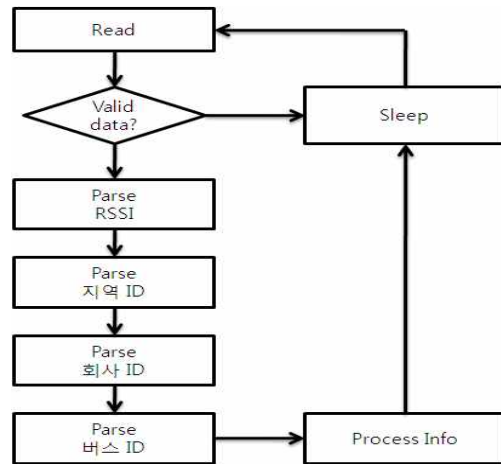 Read
Valid
data?
Sleep
Parse
RSSI
Parse
지역 ID
Parse
회사 ID
Parse
버스 ID
Process Info